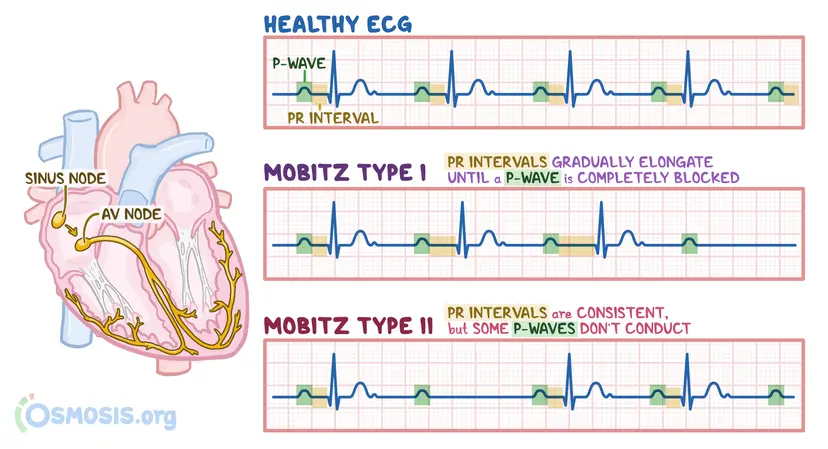 HEALTHY ECG
P-WAVE
PR INTERVAL
SINUS NODE
AV NODE
MOBITZ TYPE I
PR INTERVALS GRADUALLY ELONGATE
UNTIL a P-WAVE is COMPLETELY BLOCKED
MOBITZ TYPE II
PR INTERVALS are CONSISTENT,
but SOME P-WAVES DON'T CONDUCT
OSMOSIS.org